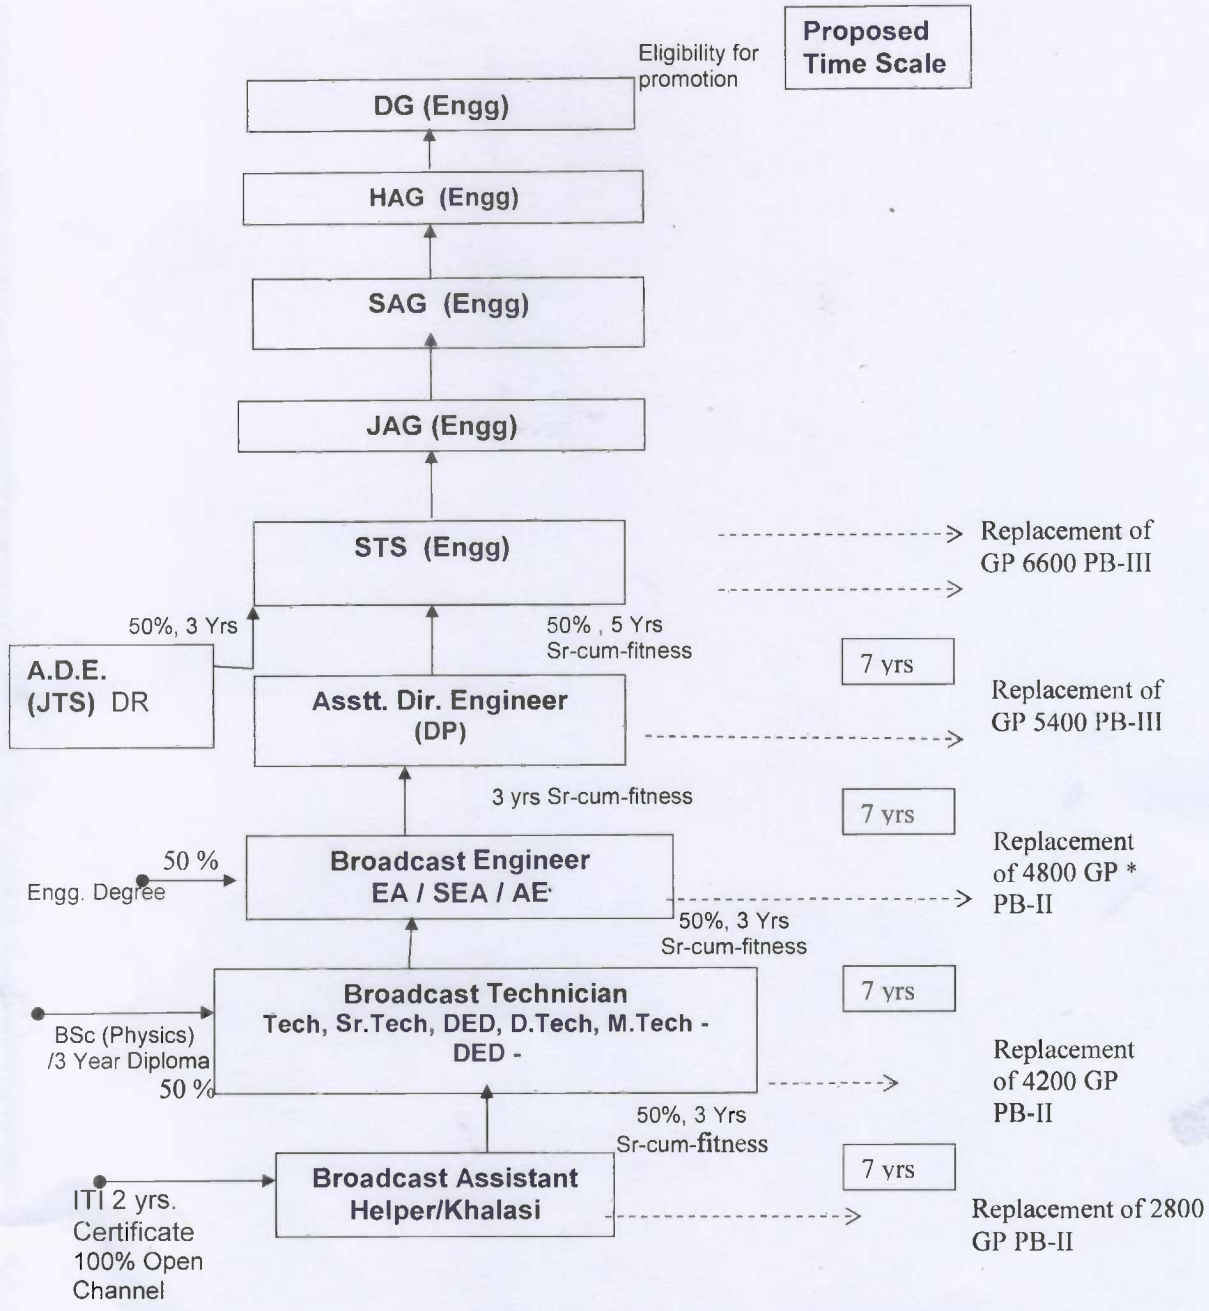 Proposed
Time Scale
Eligibility for
promotion
DG (Engg)
HAG (Engg)
SAG (Engg)
JAG (Engg)
STS (Engg)
Replacement of
GP 6600 PB-III
50%, 3 Yrs
50% , 5 Yrs
Sr-cum-fitness
A.D.E.
(JTS) DR
7 yrs
Asstt. Dir. Engineer
(DP)
Replacement of
GP 5400 PB-III
3 yrs Sr-cum-fitness
7 yrs
50 %
Engg. Degree
Broadcast Engineer
EA / SEA / AE
Replacement
of 4800 GP *
PB-II
50%, 3 Yrs
Sr-cum-fitness
7 yrs
Broadcast Technician
Tech, Sr.Tech, DED, D.Tech, M.Tech -
DED -
BSc (Physics)
/3 Year Diploma
50 %
Replacement
of 4200 GP
PB-II
50%, 3 Yrs
Sr-cum-fitness
7 yrs
Broadcast Assistant
Helper/Khalasi
ITI 2 yrs.
Certificate
100% Open
Channel
Replacement of 2800
GP PB-II